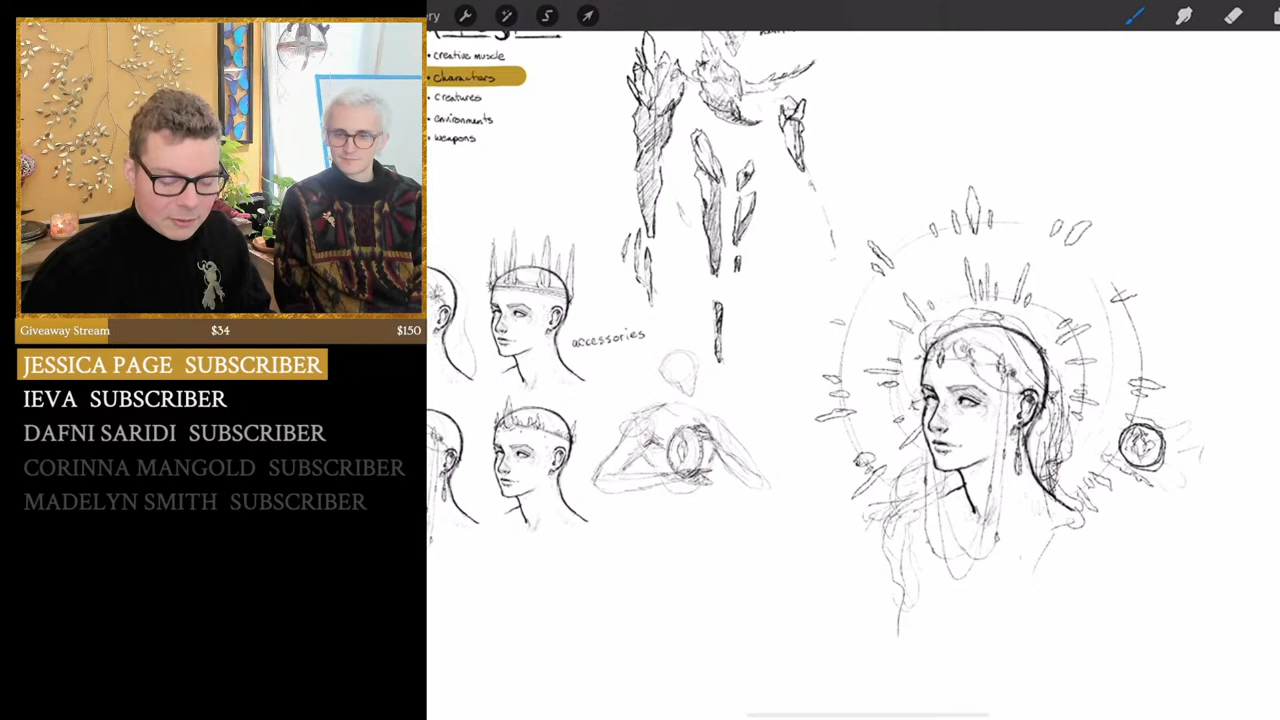 ry
• creative muscle
• characters
• creatures
• environments
• weapons
accessories
Giveaway Stream $34 $150
JESSICA PAGE SUBSCRIBER
IEVA SUBSCRIBER
DAFNI SARIDI SUBSCRIBER
CORINNA MANGOLD SUBSCRIBER
MADELYN SMITH SUBSCRIBER